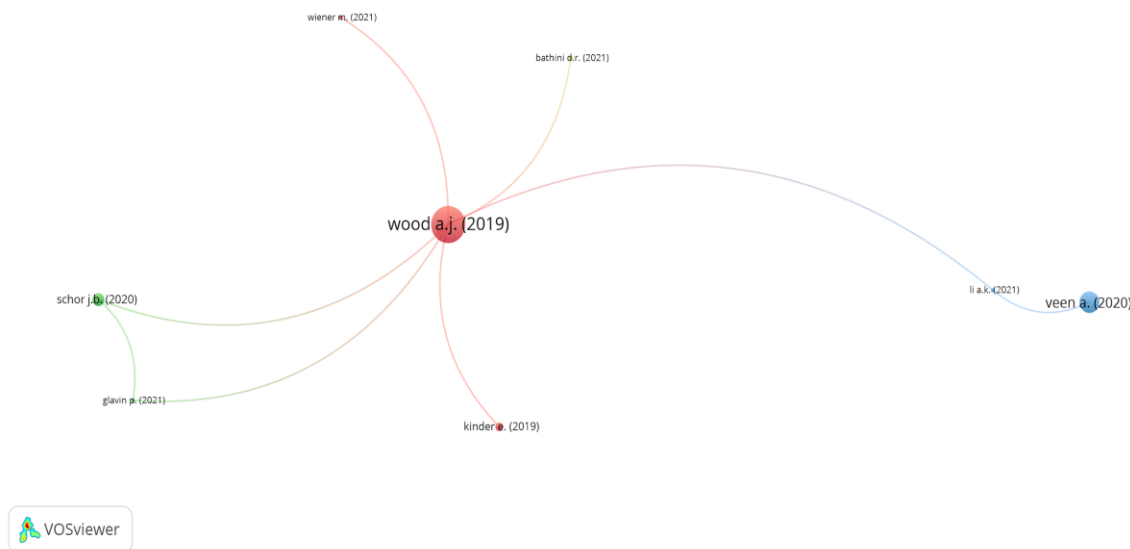 wiener m. (2021)
bathini d.r. (2021)
wood a.j. (2019)
li a.k. (2021)
schor j.b. (2020)
veen a. (2020)
glavin p. (2021)
kinder e. (2019)
VOSviewer